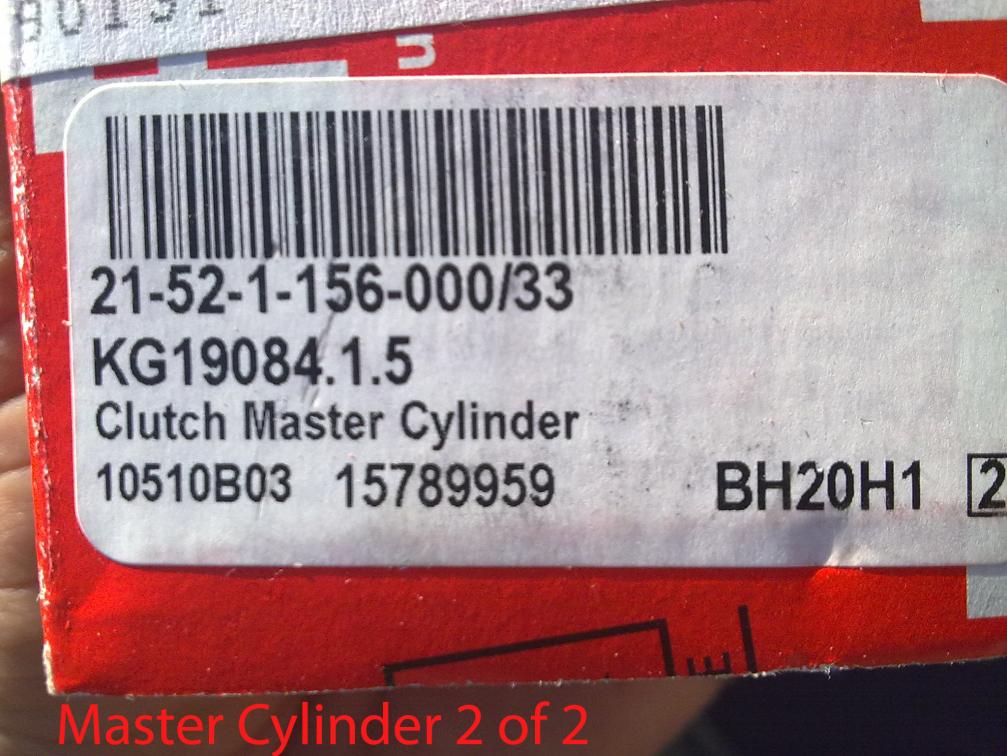 21-52-1-156-000/33
KG19084.1.5
Clutch Master Cylinder
10510B03 15789959 BH20H1 2
Master Cylinder 2 of 2